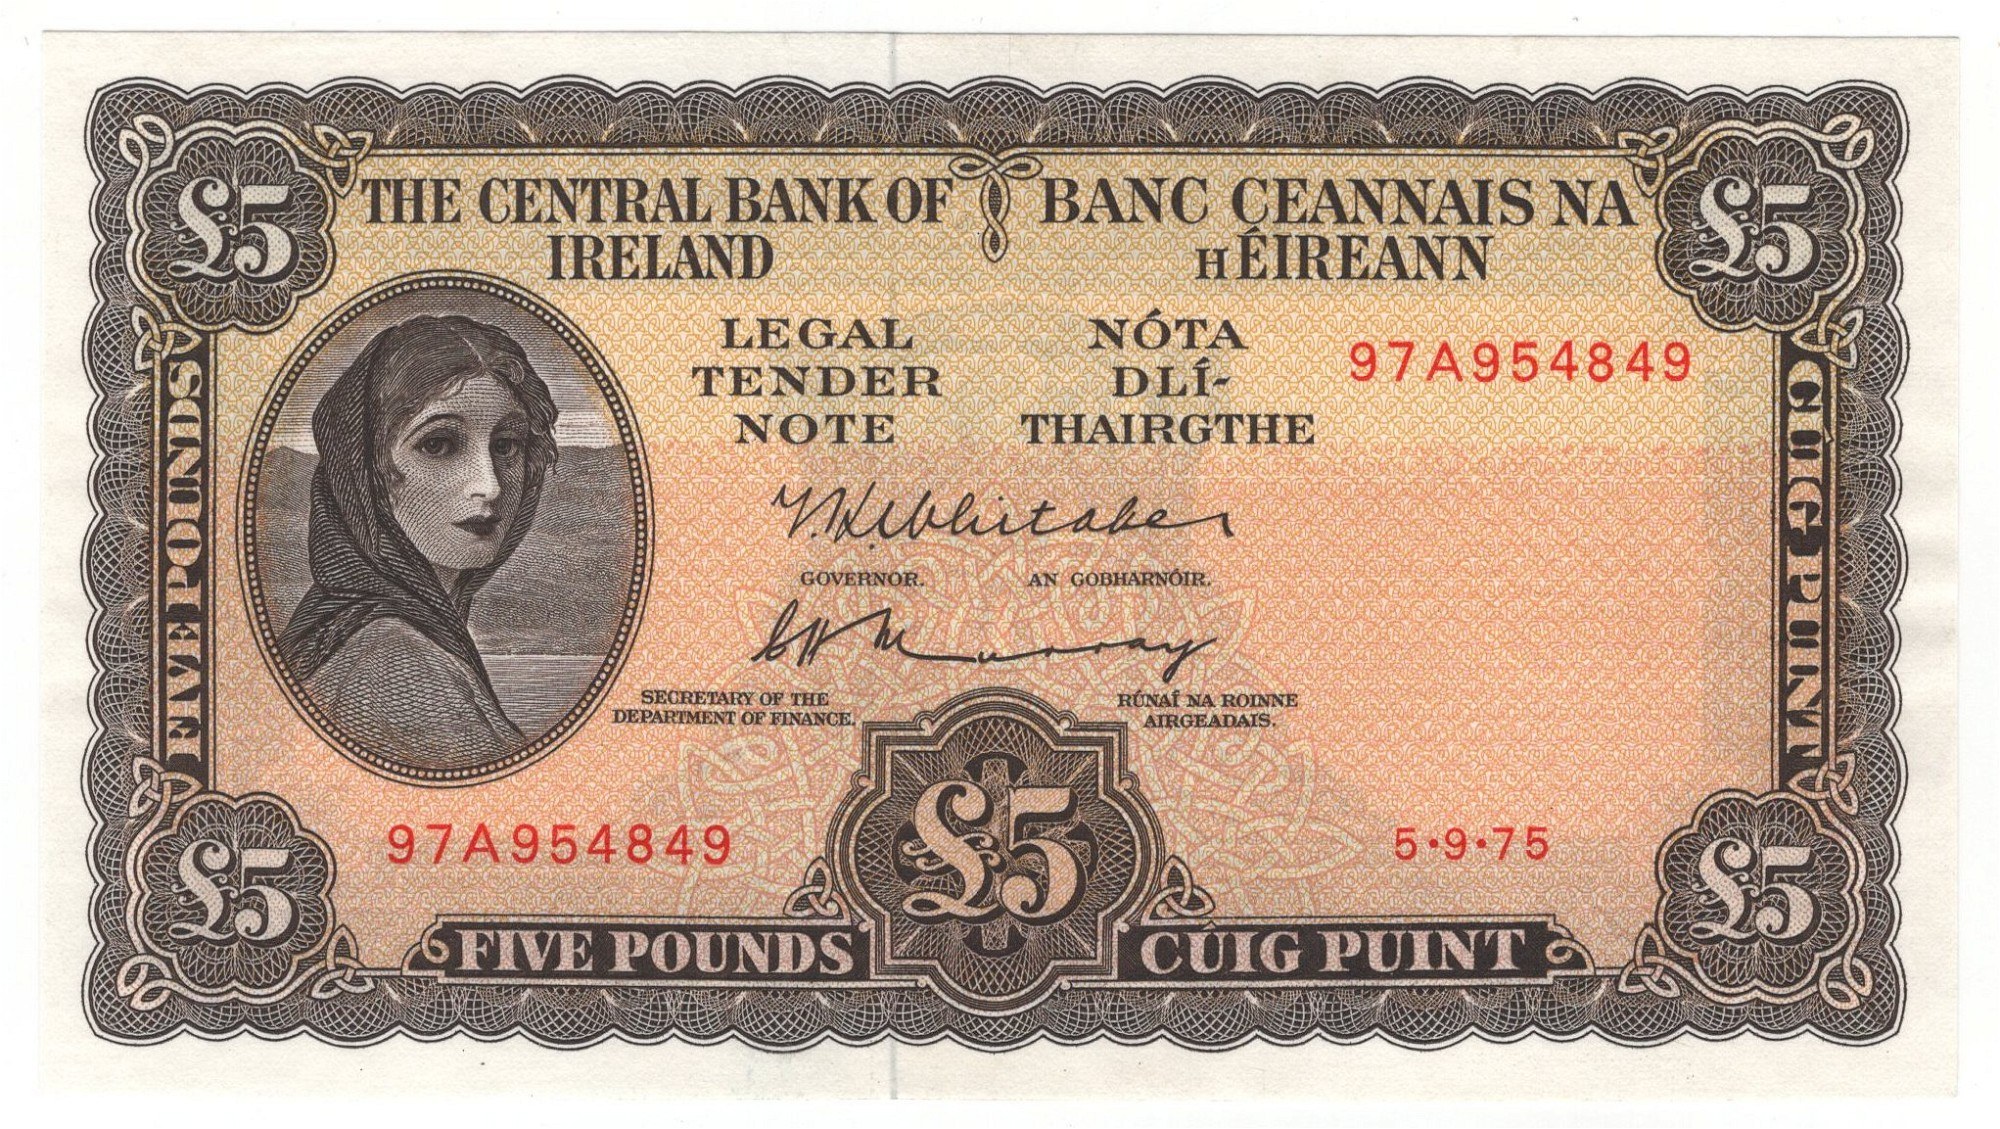 £5
£5
THE CENTRAL BANK OF
IRELAND
BANC CEANNAIS NA
hÉIREANN
LEGAL
TENDER
NOTE
NÓTA
DLÍ-
THAIRGTHE
97A954849
FIVE POUNDS
CÚIG PUINT
T.K.Whitaker
GOVERNOR. AN GOBHARNÓIR.
C H Murray
SECRETARY OF THE
DEPARTMENT OF FINANCE.
RÚNAÍ NA ROINNE
AIRGEADAIS.
97A954849
£5
5·9·75
£5
£5
FIVE POUNDS
CÚIG PUINT